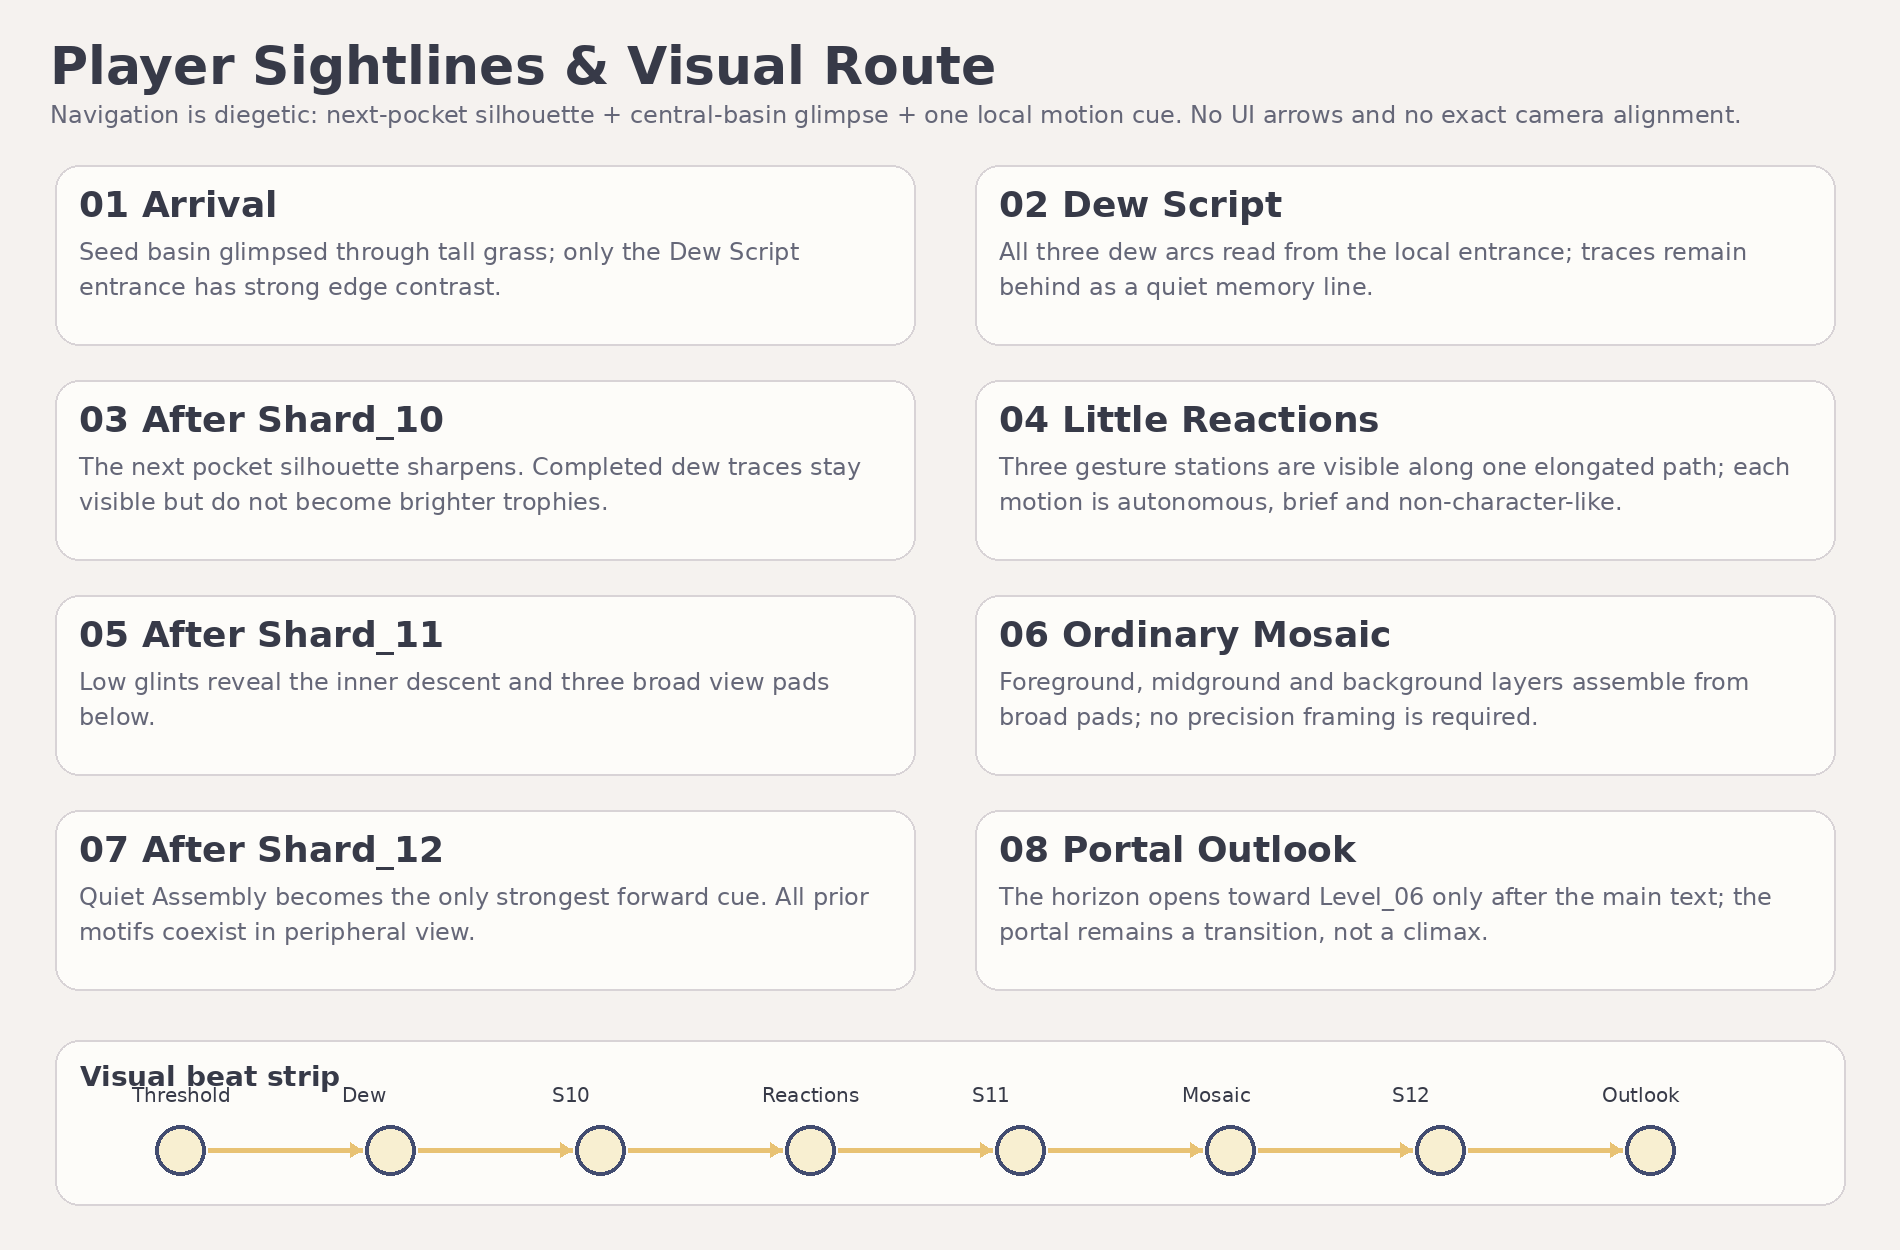 Player Sightlines & Visual Route
Navigation is diegetic: next-pocket silhouette + central-basin glimpse + one local motion cue. No UI arrows and no exact camera alignment.
01 Arrival
Seed basin glimpsed through tall grass; only the Dew Script
entrance has strong edge contrast.
02 Dew Script
All three dew arcs read from the local entrance; traces remain
behind as a quiet memory line.
03 After Shard_10
The next pocket silhouette sharpens. Completed dew traces stay
visible but do not become brighter trophies.
04 Little Reactions
Three gesture stations are visible along one elongated path; each
motion is autonomous, brief and non-character-like.
05 After Shard_11
Low glints reveal the inner descent and three broad view pads
below.
06 Ordinary Mosaic
Foreground, midground and background layers assemble from
broad pads; no precision framing is required.
07 After Shard_12
Quiet Assembly becomes the only strongest forward cue. All prior
motifs coexist in peripheral view.
08 Portal Outlook
The horizon opens toward Level_06 only after the main text; the
portal remains a transition, not a climax.
Visual beat strip
Threshold Dew S10 Reactions S11 Mosaic S12 Outlook